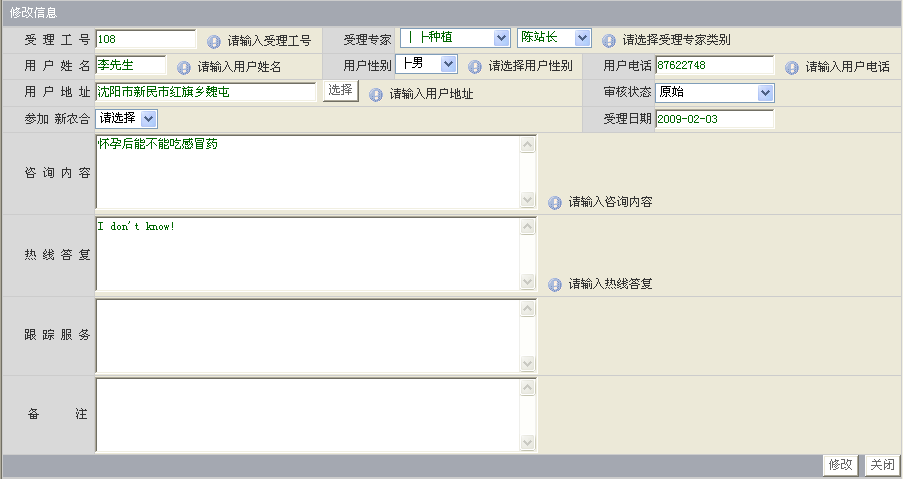 修改信息
受 理 工 号 108 请输入受理工号 受理专家 ｜├种植 陈站长 请选择受理专家类别
用 户 姓 名 李先生 请输入用户姓名 用户性别 ├男 请选择用户性别 用户电话 87622748 请输入用户电话
用 户 地 址 沈阳市新民市红旗乡魏屯 选择 请输入用户地址 审核状态 原始
参加 新农合 请选择 受理日期 2009-02-03
咨 询 内 容 怀孕后能不能吃感冒药 请输入咨询内容
热 线 答 复 I don't know! 请输入热线答复
跟 踪 服 务
备 注
修改 关闭